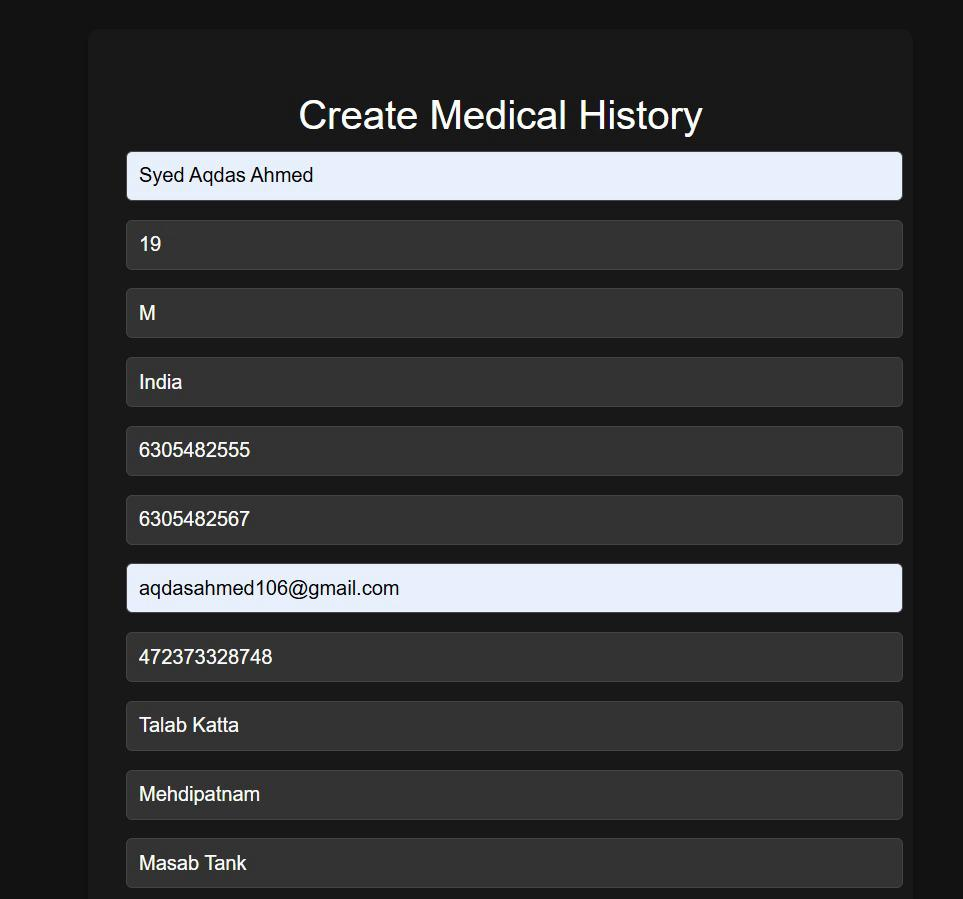 Create Medical History
Syed Aqdas Ahmed
19
M
India
6305482555
6305482567
aqdasahmed106@gmail.com
472373328748
Talab Katta
Mehdipatnam
Masab Tank